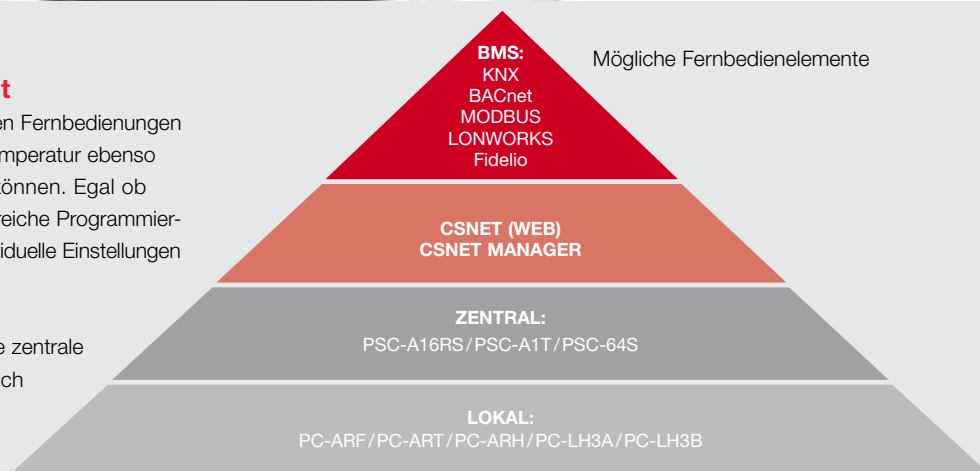 t
en Fernbedienungen
mperatur ebenso
können. Egal ob
reiche Programmier-
viduelle Einstellungen
e zentrale
ch
Mögliche Fernbedienelemente
BMS:
KNX
BACnet
MODBUS
LONWORKS
Fidelio
CSNET (WEB)
CSNET MANAGER
ZENTRAL:
PSC-A16RS/PSC-A1T/PSC-64S
LOKAL:
PC-ARF/PC-ART/PC-ARH/PC-LH3A/PC-LH3B